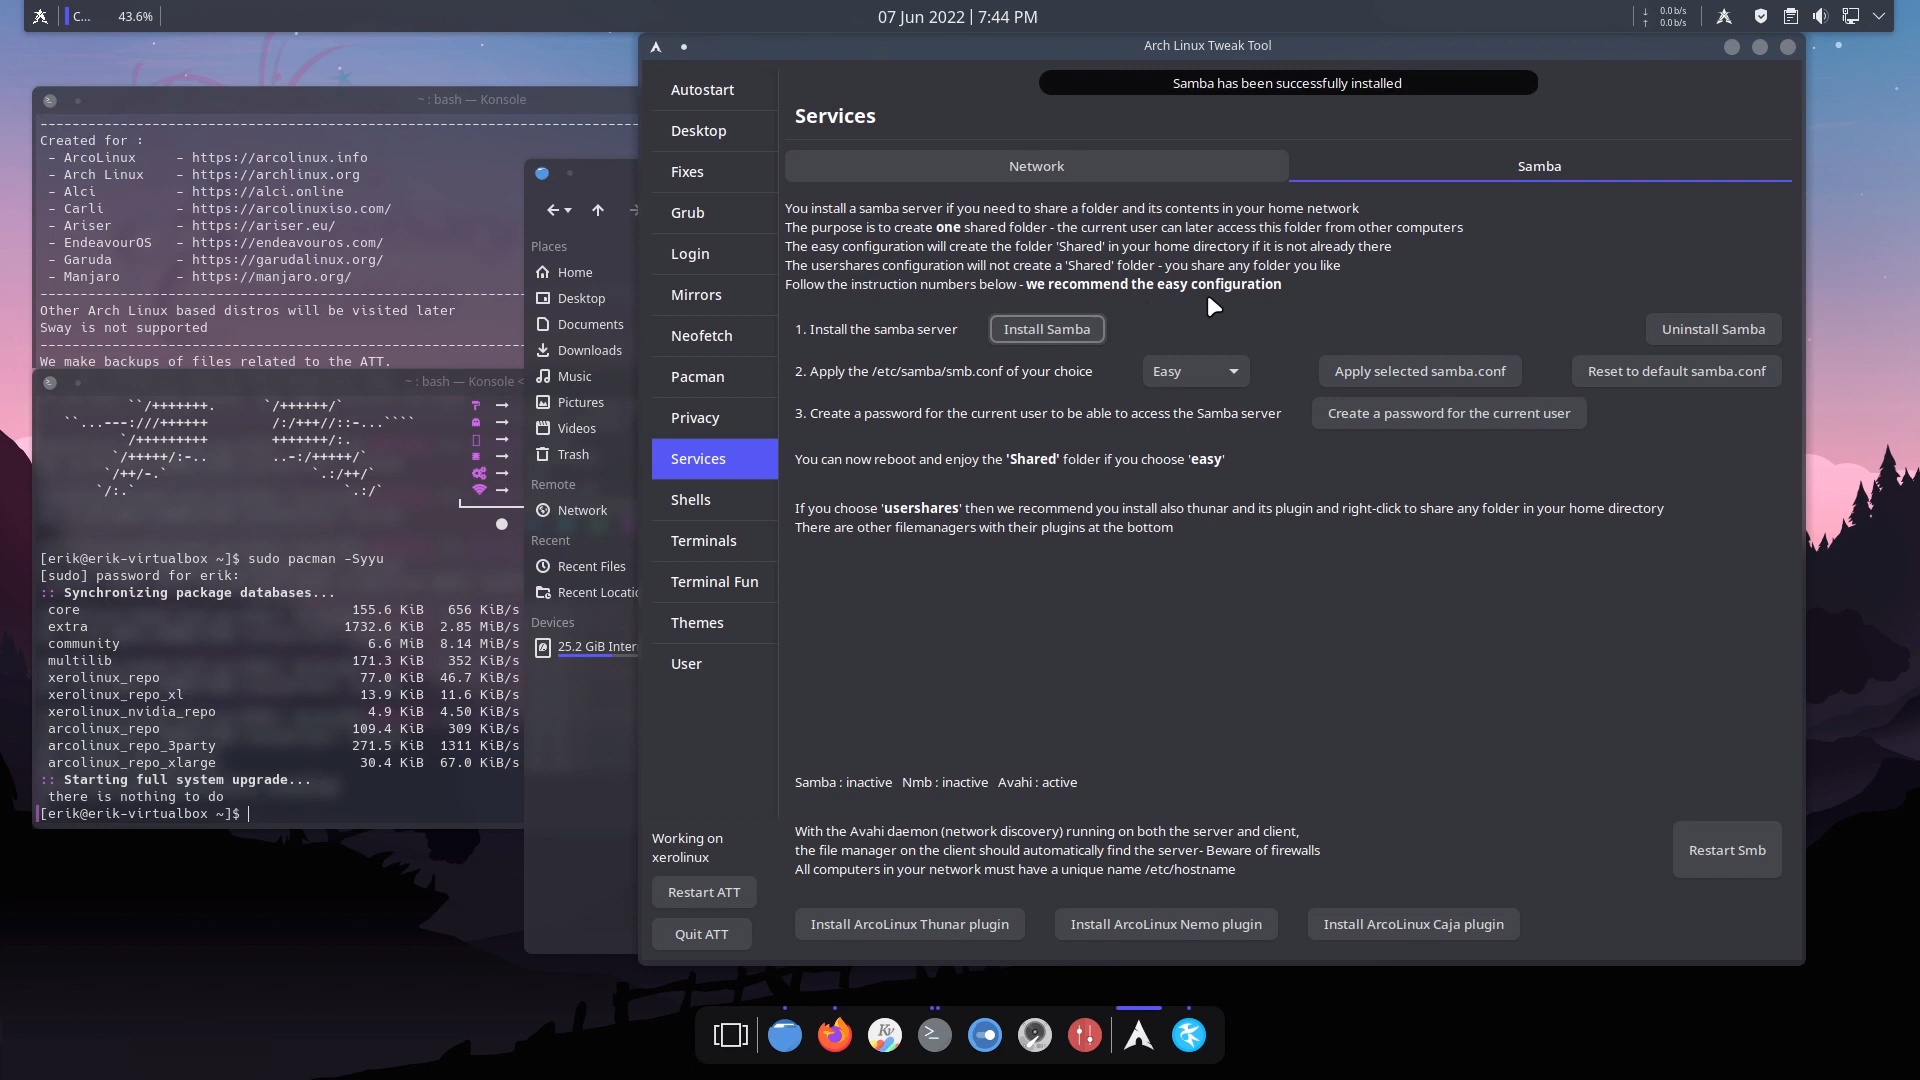 C...
43.6%
07 Jun 2022 | 7:44 PM
↓ 0.0 b/s
↑ 0.0 b/s
~ : bash — Konsole
--------------------------------------------------------------------------
Created for :
- ArcoLinux - https://arcolinux.info
- Arch Linux - https://archlinux.org
- Alci - https://alci.online
- Carli - https://arcolinuxiso.com/
- Ariser - https://ariser.eu/
- EndeavourOS - https://endeavouros.com/
- Garuda - https://garudalinux.org/
- Manjaro - https://manjaro.org/
------------------------------------------------------------
Other Arch Linux based distros will be visited later
Sway is not supported
------------------------------------------------------------
We make backups of files related to the ATT.
~ : bash — Konsole <
``/+++++++.      `/++++++/`
``...---:///++++++      /:/+++//::-...````
`/+++++++++      +++++++/:.
`/+++++/:-..      ..-:/+++++/`
`/++/-.`      `.:/++/`
`/:.`      `.:/`
[erik@erik-virtualbox ~]$ sudo pacman -Syyu
[sudo] password for erik:
:: Synchronizing package databases...
core 155.6 KiB 656 KiB/s
extra 1732.6 KiB 2.85 MiB/s
community 6.6 MiB 8.14 MiB/s
multilib 171.3 KiB 352 KiB/s
xerolinux_repo 77.0 KiB 46.7 KiB/s
xerolinux_repo_xl 13.9 KiB 11.6 KiB/s
xerolinux_nvidia_repo 4.9 KiB 4.50 KiB/s
arcolinux_repo 109.4 KiB 309 KiB/s
arcolinux_repo_3party 271.5 KiB 1311 KiB/s
arcolinux_repo_xlarge 30.4 KiB 67.0 KiB/s
:: Starting full system upgrade...
there is nothing to do
[erik@erik-virtualbox ~]$
Places
Home
Desktop
Documents
Downloads
Music
Pictures
Videos
Trash
Remote
Network
Recent
Recent Files
Recent Locatio
Devices
25.2 GiB Inter
Arch Linux Tweak Tool
Autostart
Desktop
Fixes
Grub
Login
Mirrors
Neofetch
Pacman
Privacy
Services
Shells
Terminals
Terminal Fun
Themes
User
Working on
xerolinux
Restart ATT
Quit ATT
Samba has been successfully installed
Services
Network
Samba
You install a samba server if you need to share a folder and its contents in your home network
The purpose is to create one shared folder - the current user can later access this folder from other computers
The easy configuration will create the folder 'Shared' in your home directory if it is not already there
The usershares configuration will not create a 'Shared' folder - you share any folder you like
Follow the instruction numbers below - we recommend the easy configuration
1. Install the samba server
Install Samba
Uninstall Samba
2. Apply the /etc/samba/smb.conf of your choice
Easy
Apply selected samba.conf
Reset to default samba.conf
3. Create a password for the current user to be able to access the Samba server
Create a password for the current user
You can now reboot and enjoy the 'Shared' folder if you choose 'easy'
If you choose 'usershares' then we recommend you install also thunar and its plugin and right-click to share any folder in your home directory
There are other filemanagers with their plugins at the bottom
Samba : inactive Nmb : inactive Avahi : active
With the Avahi daemon (network discovery) running on both the server and client,
the file manager on the client should automatically find the server- Beware of firewalls
All computers in your network must have a unique name /etc/hostname
Restart Smb
Install ArcoLinux Thunar plugin
Install ArcoLinux Nemo plugin
Install ArcoLinux Caja plugin
Kv